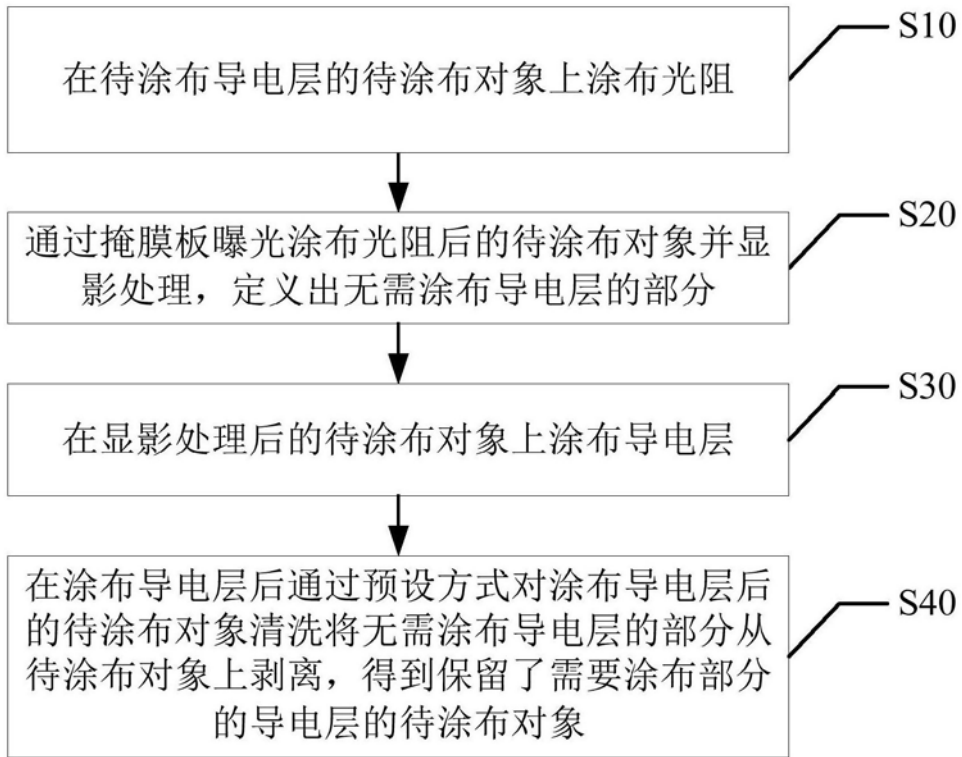 S10
在待涂布导电层的待涂布对象上涂布光阻
S20
通过掩膜板曝光涂布光阻后的待涂布对象并显
影处理，定义出无需涂布导电层的部分
S30
在显影处理后的待涂布对象上涂布导电层
S40
在涂布导电层后通过预设方式对涂布导电层后
的待涂布对象清洗将无需涂布导电层的部分从
待涂布对象上剥离，得到保留了需要涂布部分
的导电层的待涂布对象